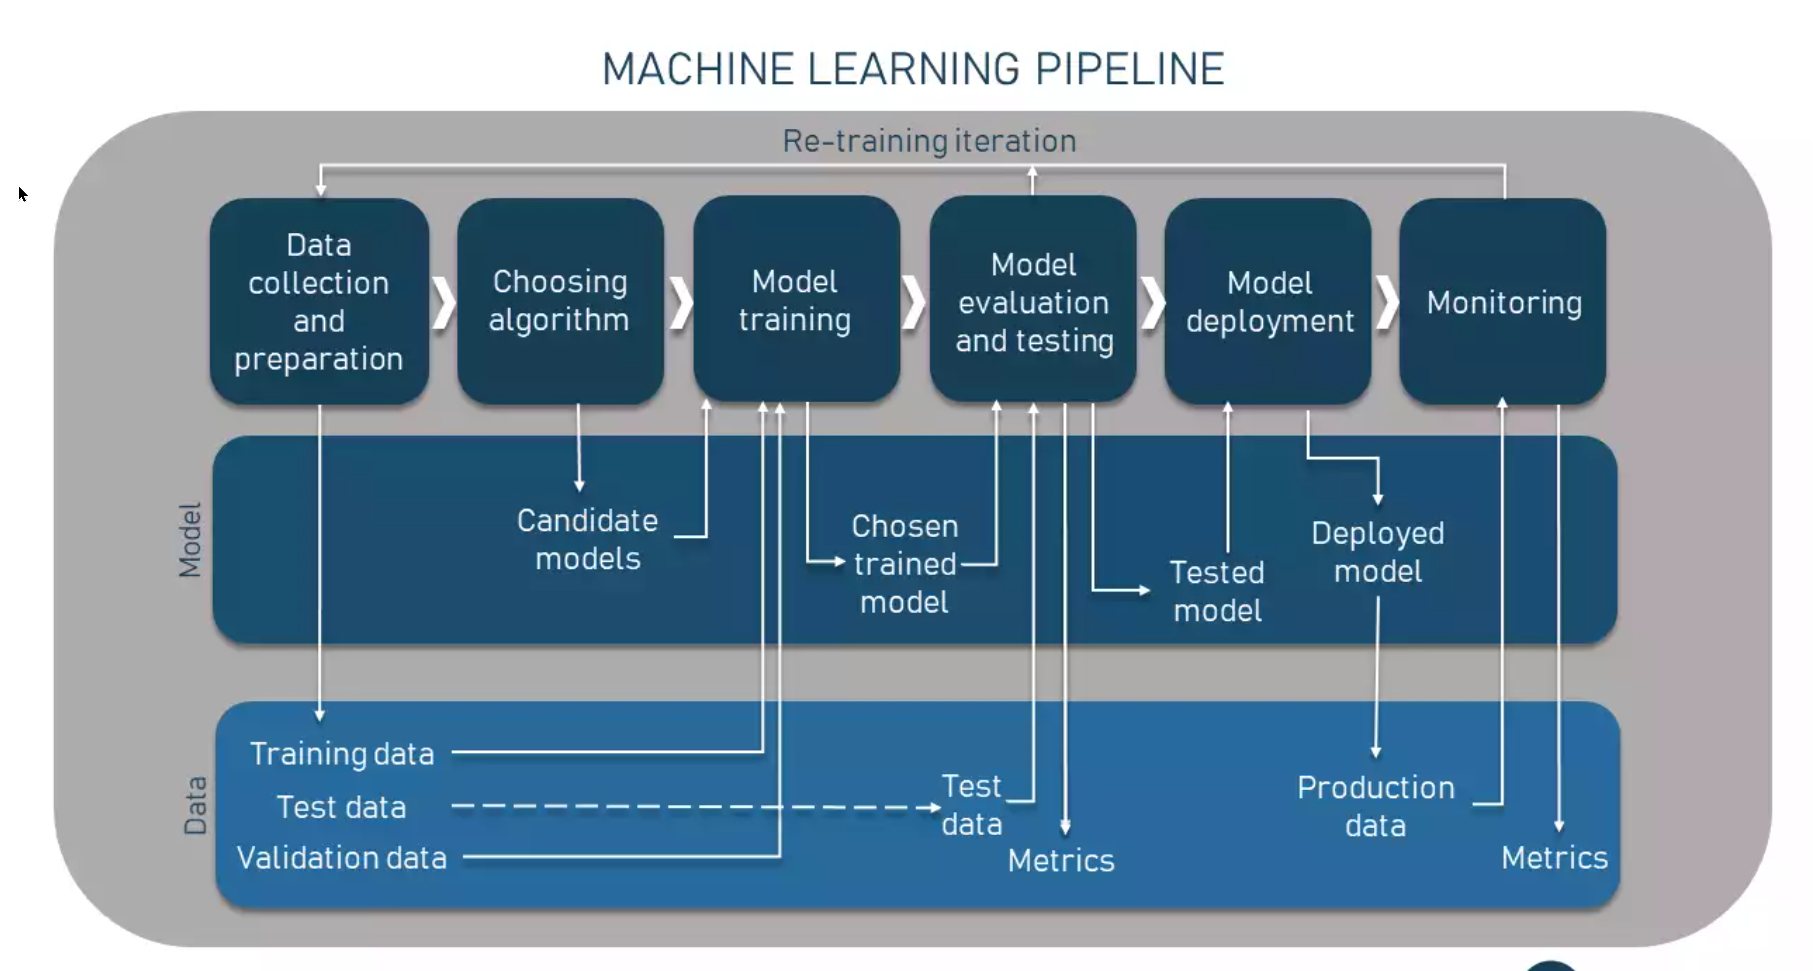 MACHINE LEARNING PIPELINE
Re-training iteration
Data
collection
and
preparation
Choosing
algorithm
Model
training
Model
evaluation
and testing
Model
deployment
Monitoring
Model
Candidate
models
Chosen
trained
model
Tested
model
Deployed
model
Data
Training data
Test data
Validation data
Test
data
Metrics
Production
data
Metrics